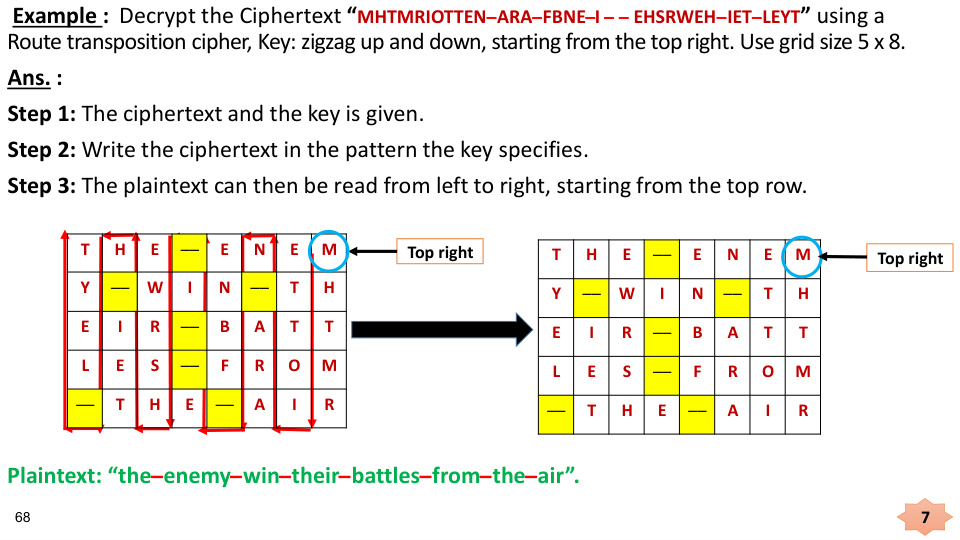 Example : Decrypt the Ciphertext “MHTMRIOTTEN–ARA–FBNE–I – – EHSRWEH–IET–LEYT” using a
Route transposition cipher, Key: zigzag up and down, starting from the top right. Use grid size 5 x 8.
Ans. :
Step 1: The ciphertext and the key is given.
Step 2: Write the ciphertext in the pattern the key specifies.
Step 3: The plaintext can then be read from left to right, starting from the top row.
T H E — E N E M
Y — W I N — T H
E I R — B A T T
L E S — F R O M
— T H E — A I R
Top right
T H E — E N E M
Y — W I N — T H
E I R — B A T T
L E S — F R O M
— T H E — A I R
Top right
Plaintext: “the–enemy–win–their–battles–from–the–air”.
68
7